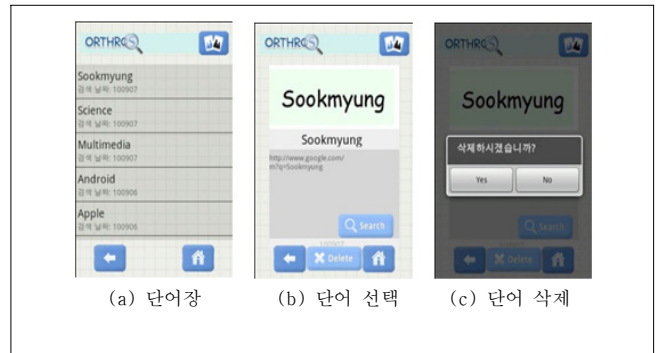 ORTHRO
Sookmyung
검색 날짜: 100907
Science
검색 날짜: 100907
Multimedia
검색 날짜: 100907
Android
검색 날짜: 100906
Apple
검색 날짜: 100906
(a) 단어장
ORTHRO
Sookmyung
Sookmyung
http://www.google.com/
m?q=Sookmyung
Search
100907
Delete
(b) 단어 선택
ORTHRO
Sookmyung
삭제하시겠습니까?
Yes
No
Search
Delete
(c) 단어 삭제